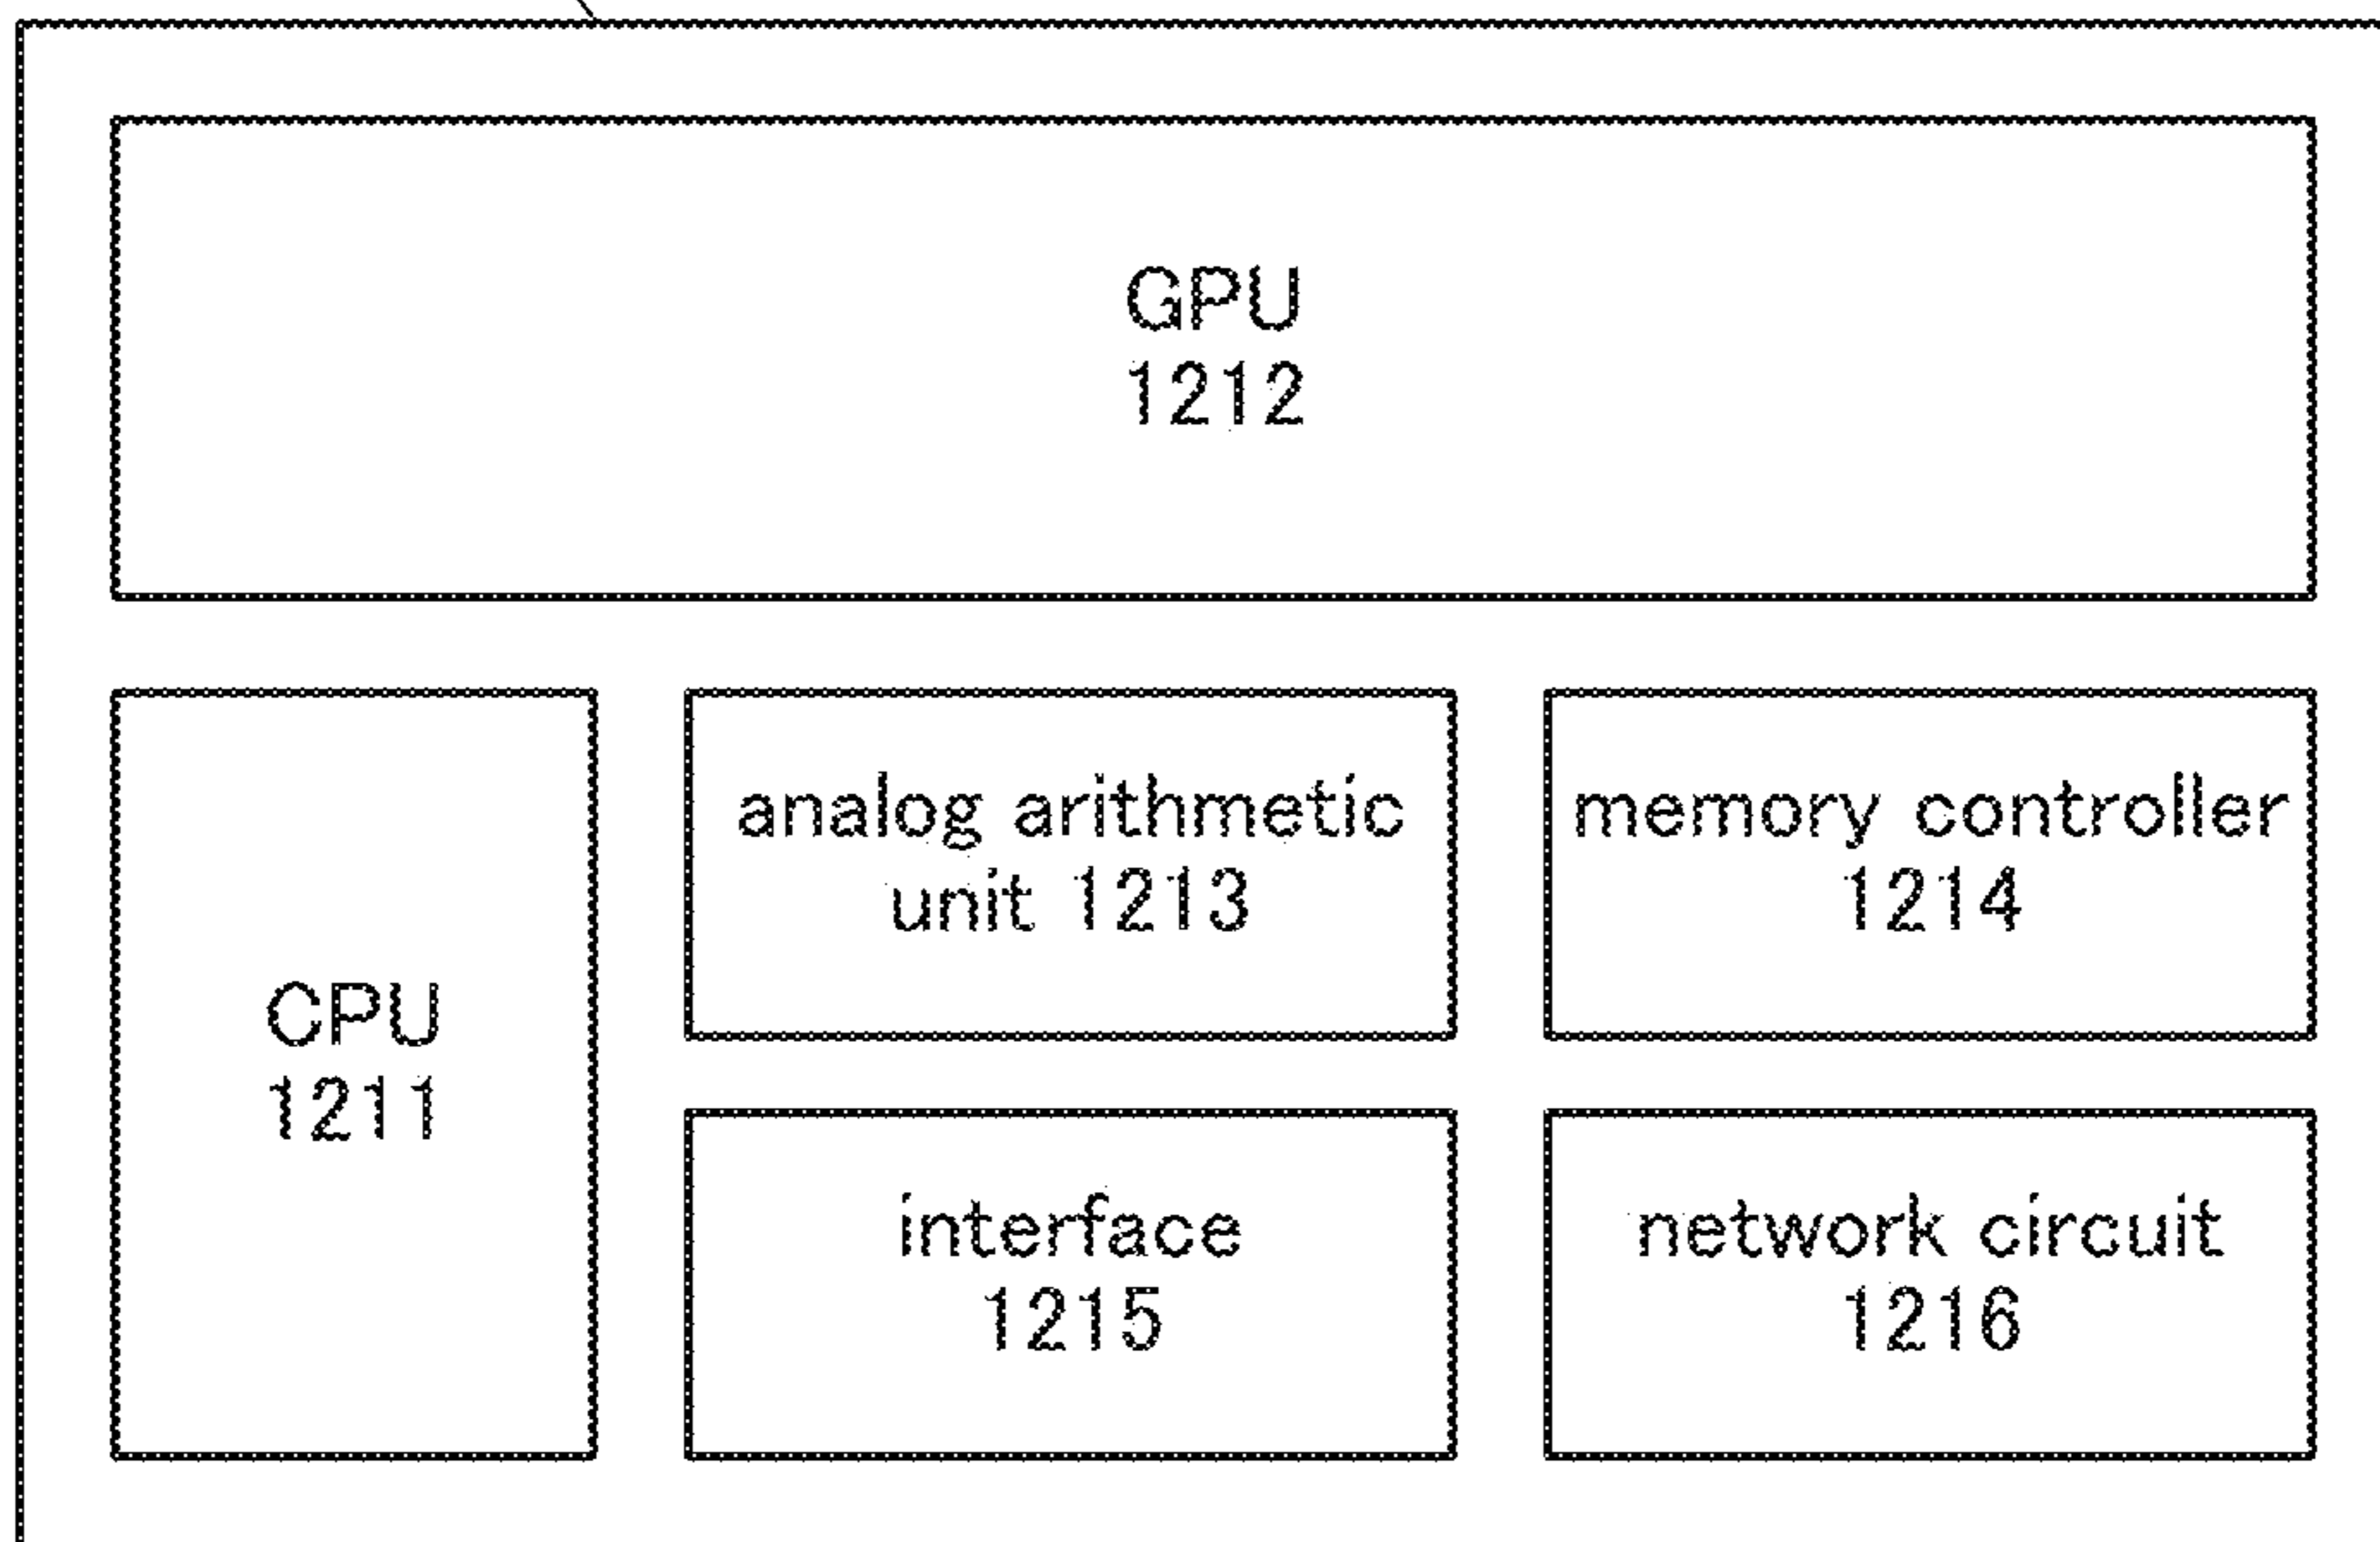 GPU
1212
CPU
1211
analog arithmetic
unit 1213
memory controller
1214
interface
1215
network circuit
1216